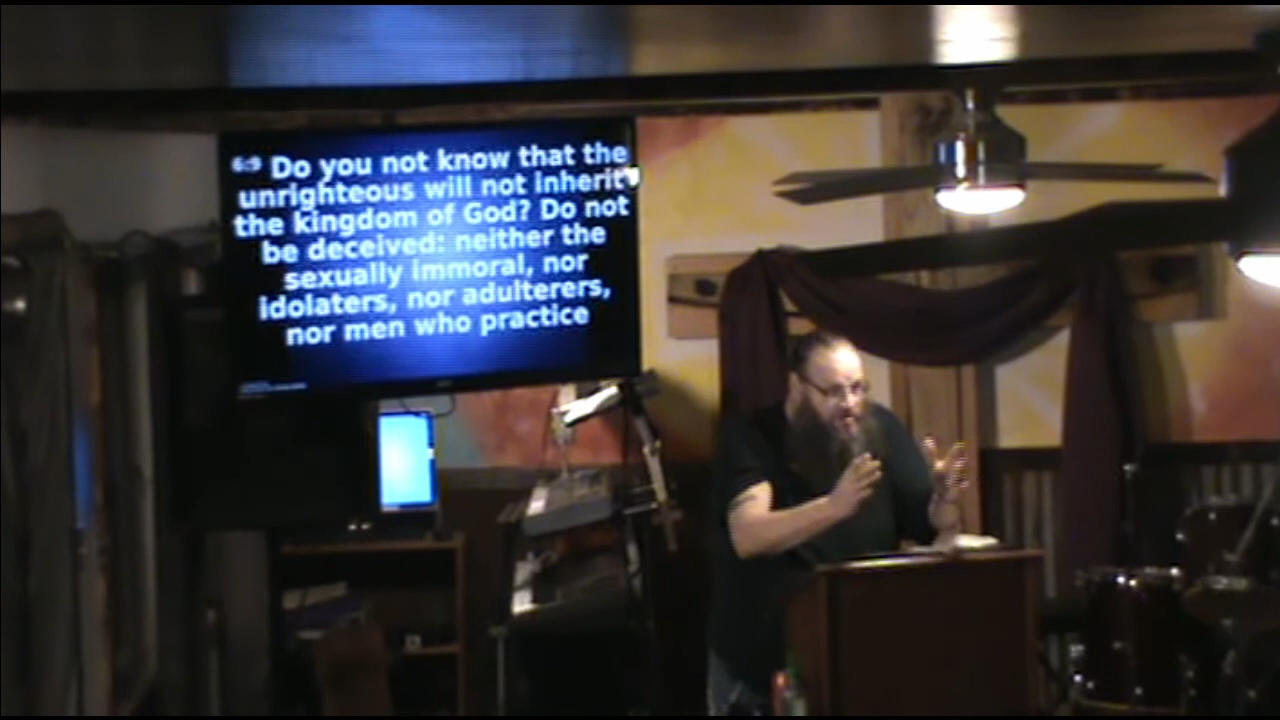 6:9 Do you not know that the
unrighteous will not inherit
the kingdom of God? Do not
be deceived: neither the
sexually immoral, nor
idolaters, nor adulterers,
nor men who practice